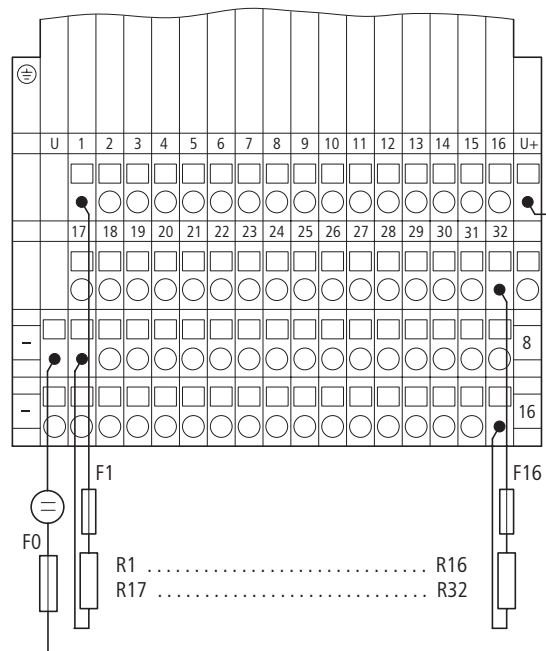 U 1 2 3 4 5 6 7 8 9 10 11 12 13 14 15 16 U+
17 18 19 20 21 22 23 24 25 26 27 28 29 30 31 32
– 8
– 16
F1 F16
=
F0
R1 .............................. R16
R17 ............................. R32